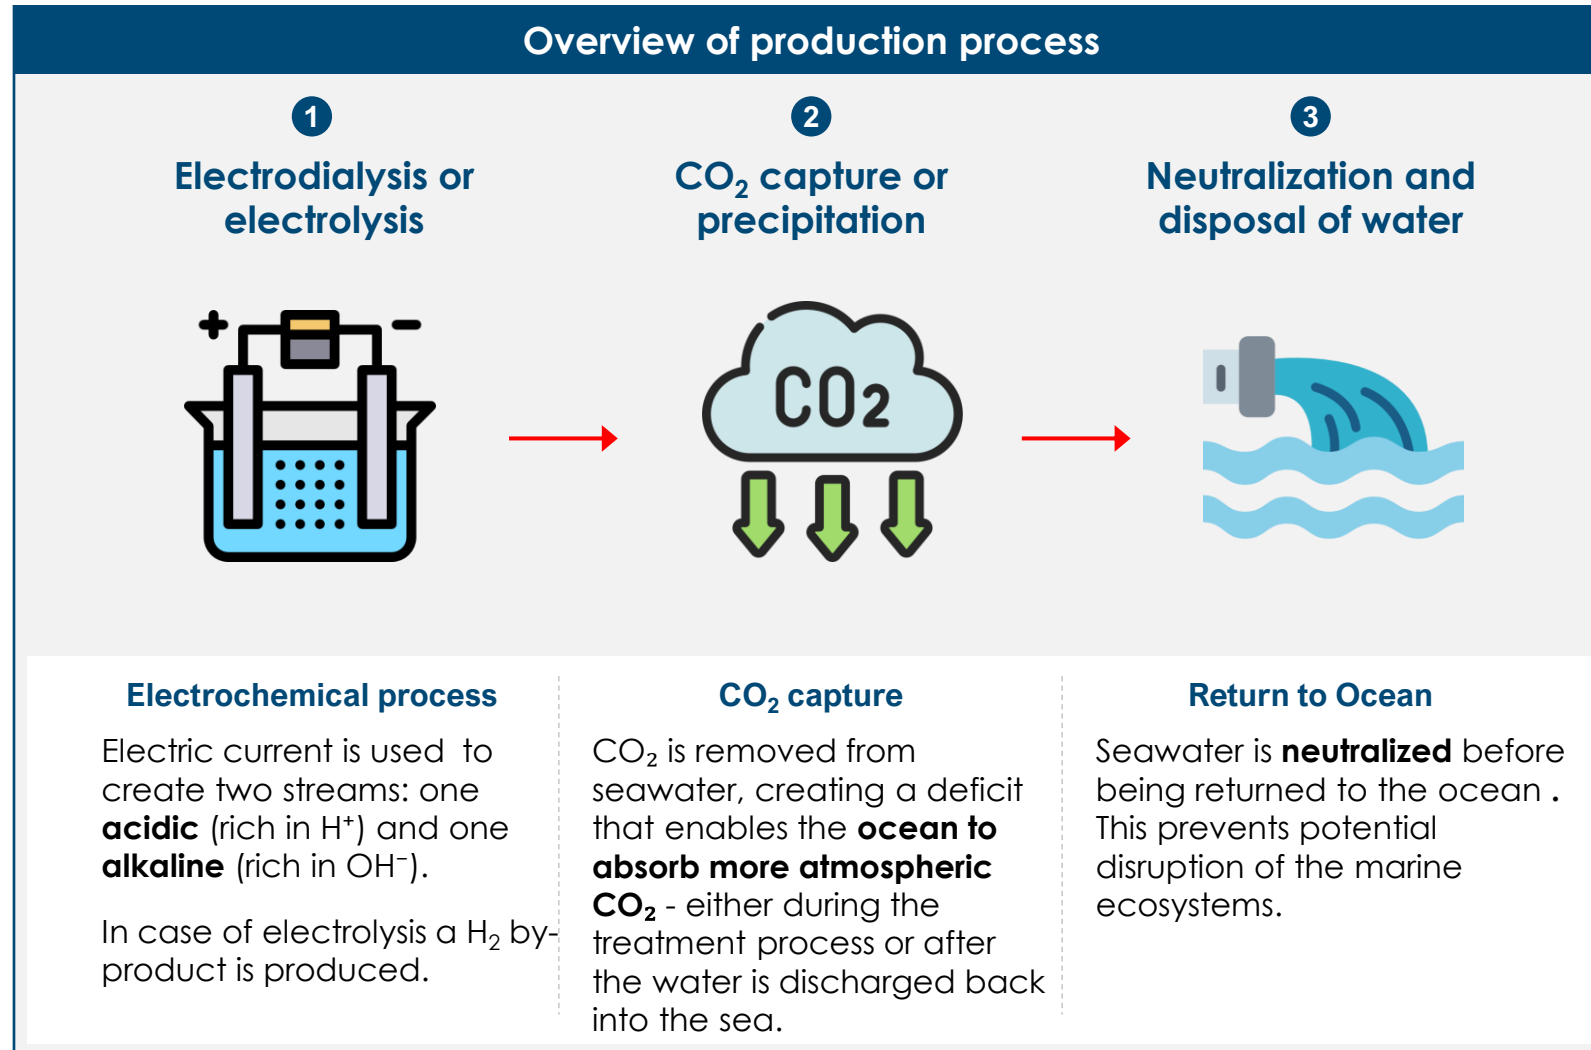 Overview of production process
1
Electrodialysis or
electrolysis
2
CO₂ capture or
precipitation
3
Neutralization and
disposal of water
+ −
CO2
Electrochemical process
Electric current is used to
create two streams: one
acidic (rich in H⁺) and one
alkaline (rich in OH⁻).
In case of electrolysis a H₂ by-
product is produced.
CO₂ capture
CO₂ is removed from
seawater, creating a deficit
that enables the ocean to
absorb more atmospheric
CO₂ - either during the
treatment process or after
the water is discharged back
into the sea.
Return to Ocean
Seawater is neutralized before
being returned to the ocean .
This prevents potential
disruption of the marine
ecosystems.